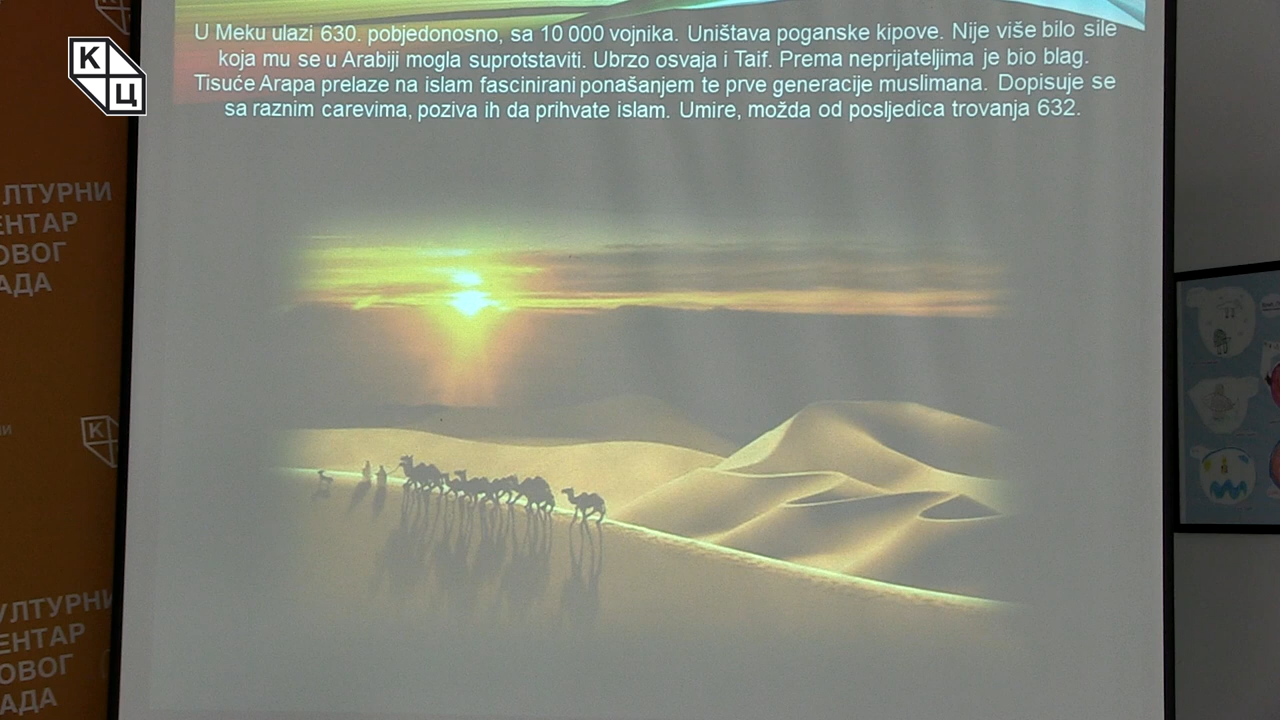 К
Ц
U Meku ulazi 630. pobjedonosno, sa 10 000 vojnika. Uništava poganske kipove. Nije više bilo sile
koja mu se u Arabiji mogla suprotstaviti. Ubrzo osvaja i Taif. Prema neprijateljima je bio blag.
Tisuće Arapa prelaze na islam fascinirani ponašanjem te prve generacije muslimana. Dopisuje se
sa raznim carevima, poziva ih da prihvate islam. Umire, možda od posljedica trovanja 632.
ЛТУРНИ
ЕНТАР
ОВОГ
АДА
К
УЛТУРНИ
ЕНТАР
ОВОГ
АДА